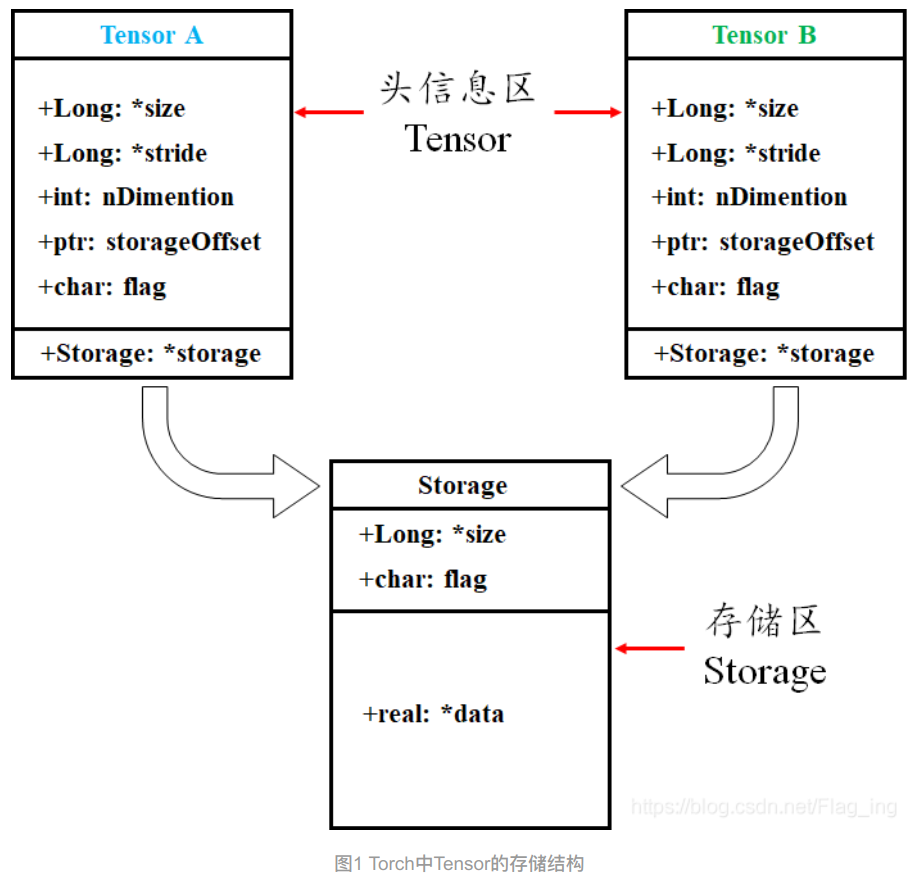 Tensor A
+Long: *size
+Long: *stride
+int: nDimention
+ptr: storageOffset
+char: flag
+Storage: *storage
头信息区
Tensor
Tensor B
+Long: *size
+Long: *stride
+int: nDimention
+ptr: storageOffset
+char: flag
+Storage: *storage
Storage
+Long: *size
+char: flag
+real: *data
存储区
Storage
https://blog.csdn.net/Flag_ing
图1 Torch中Tensor的存储结构